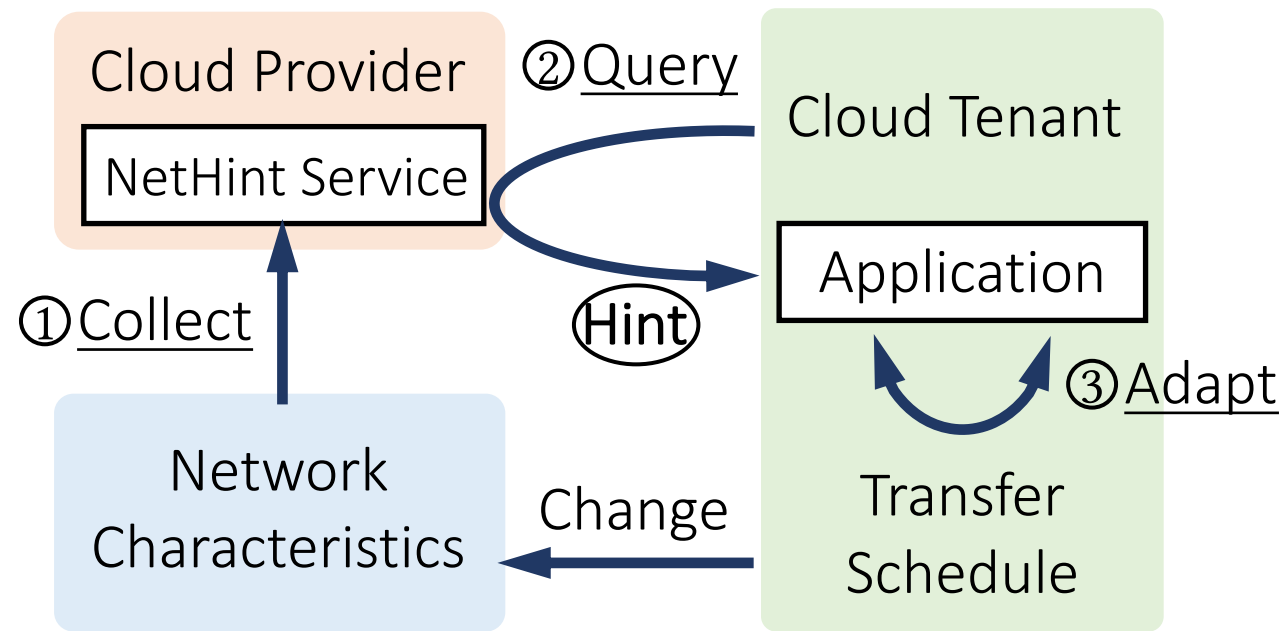 Cloud Provider
NetHint Service
①Collect
Network
Characteristics
②Query
Hint
Change
Cloud Tenant
Application
③Adapt
Transfer
Schedule